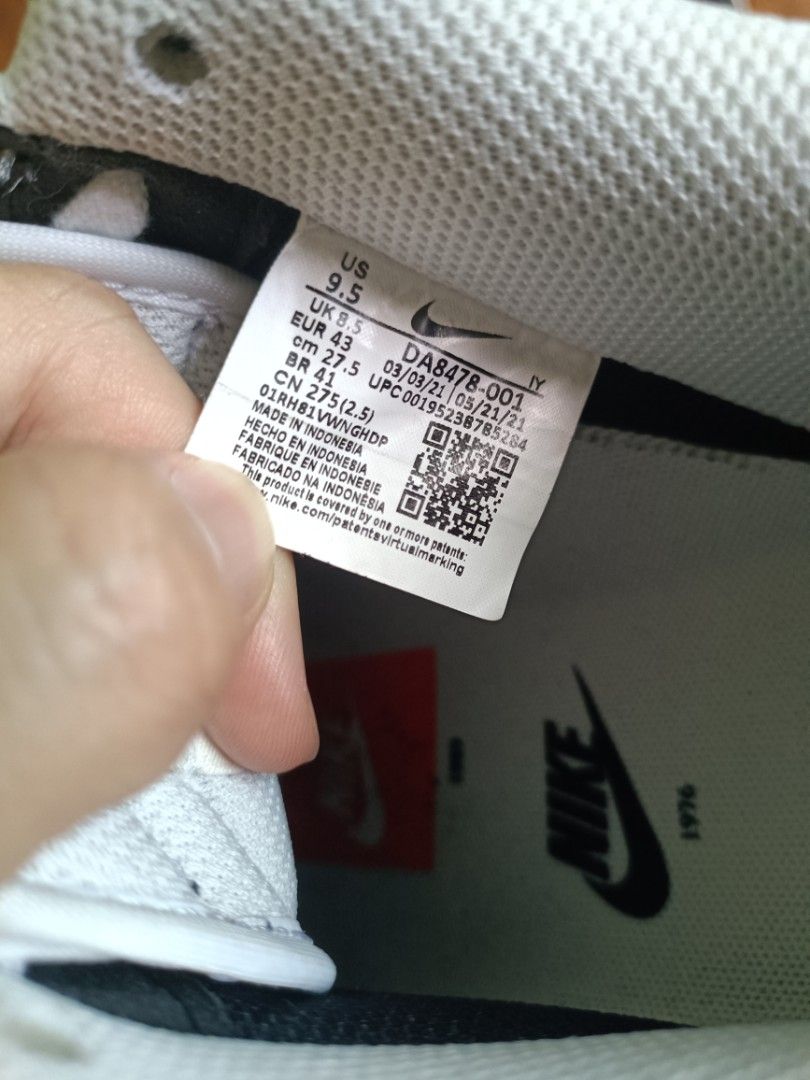 US
9.5
UK 8.5
EUR 43
cm 27.5
BR 41
CN 275(2.5)
DA8478-001 IY
03/03/21 05/21/21
UPC 00195238785284
01RH81VWNGHDP
MADE IN INDONESIA
HECHO EN INDONESIA
FABRIQUE EN INDONESIE
FABRICADO NA INDONÉSIA
This product is covered by one or more patents:
.nike.com/patentsvirtualmarking
NIKE
1976